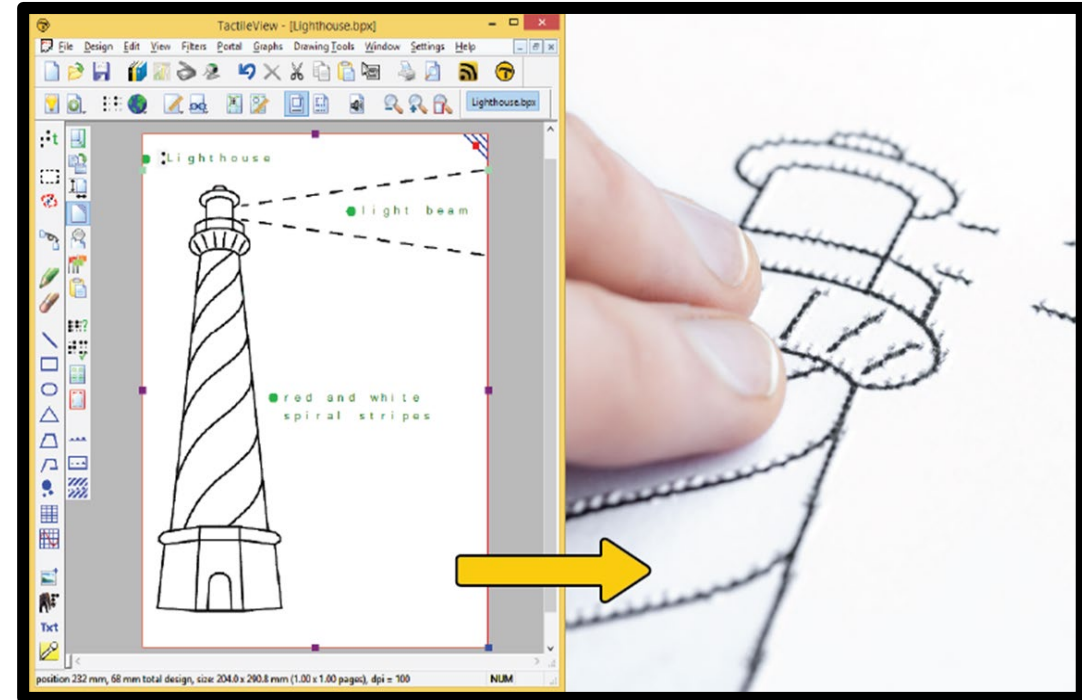 TactileView - [Lighthouse.bpx]
File Design Edit View Filters Portal Graphs Drawing Tools Window Settings Help
Lighthouse.bpx
Lighthouse
light beam
red and white
spiral stripes
Txt
position 232 mm, 68 mm total design, size: 204.0 x 290.8 mm (1.00 x 1.00 pages), dpi = 100 NUM